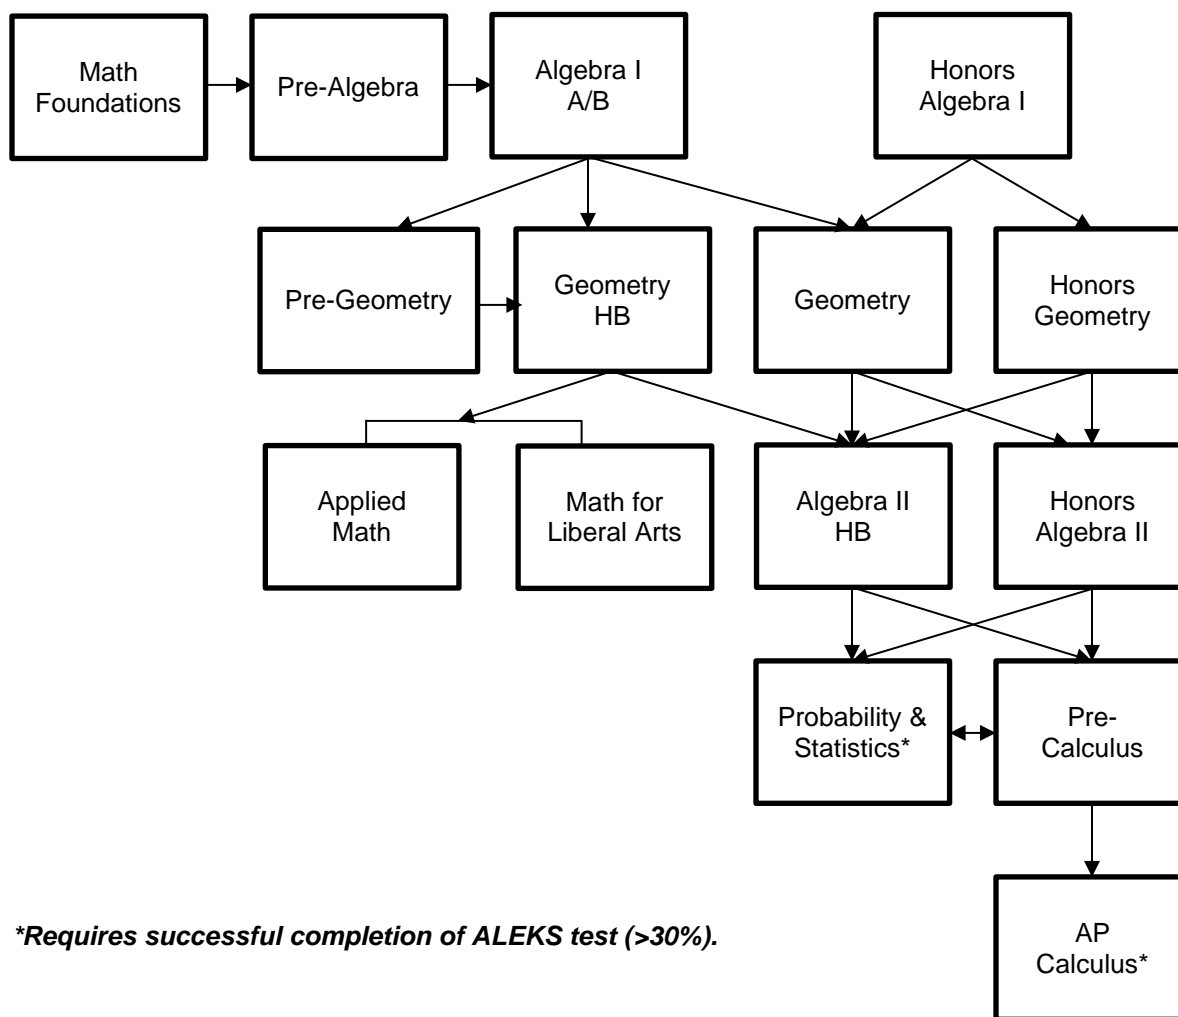 Math
Foundations
Pre-Algebra
Algebra I
A/B
Honors
Algebra I
Pre-Geometry
Geometry
HB
Geometry
Honors
Geometry
Applied
Math
Math for
Liberal Arts
Algebra II
HB
Honors
Algebra II
Probability &
Statistics*
Pre-
Calculus
*Requires successful completion of ALEKS test (>30%).
AP
Calculus*